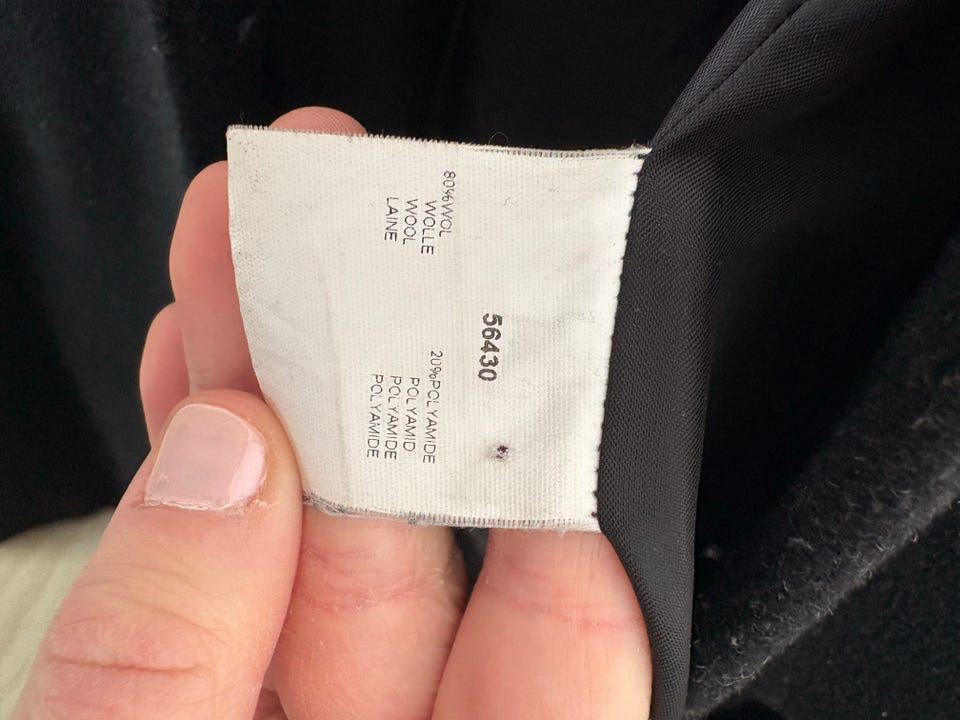 56430
80%WOL
WOLLE
WOOL
LAINE
20%POLYAMIDE
POLYAMID
POLYAMIDE
POLYAMIDE